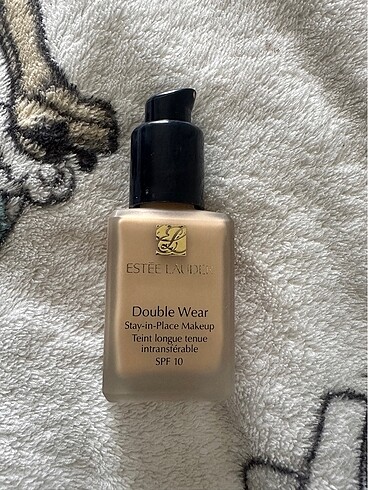 ESTĒE LAUDER
Double Wear
Stay-in-Place Makeup
Teint longue tenue
intransférable
SPF 10